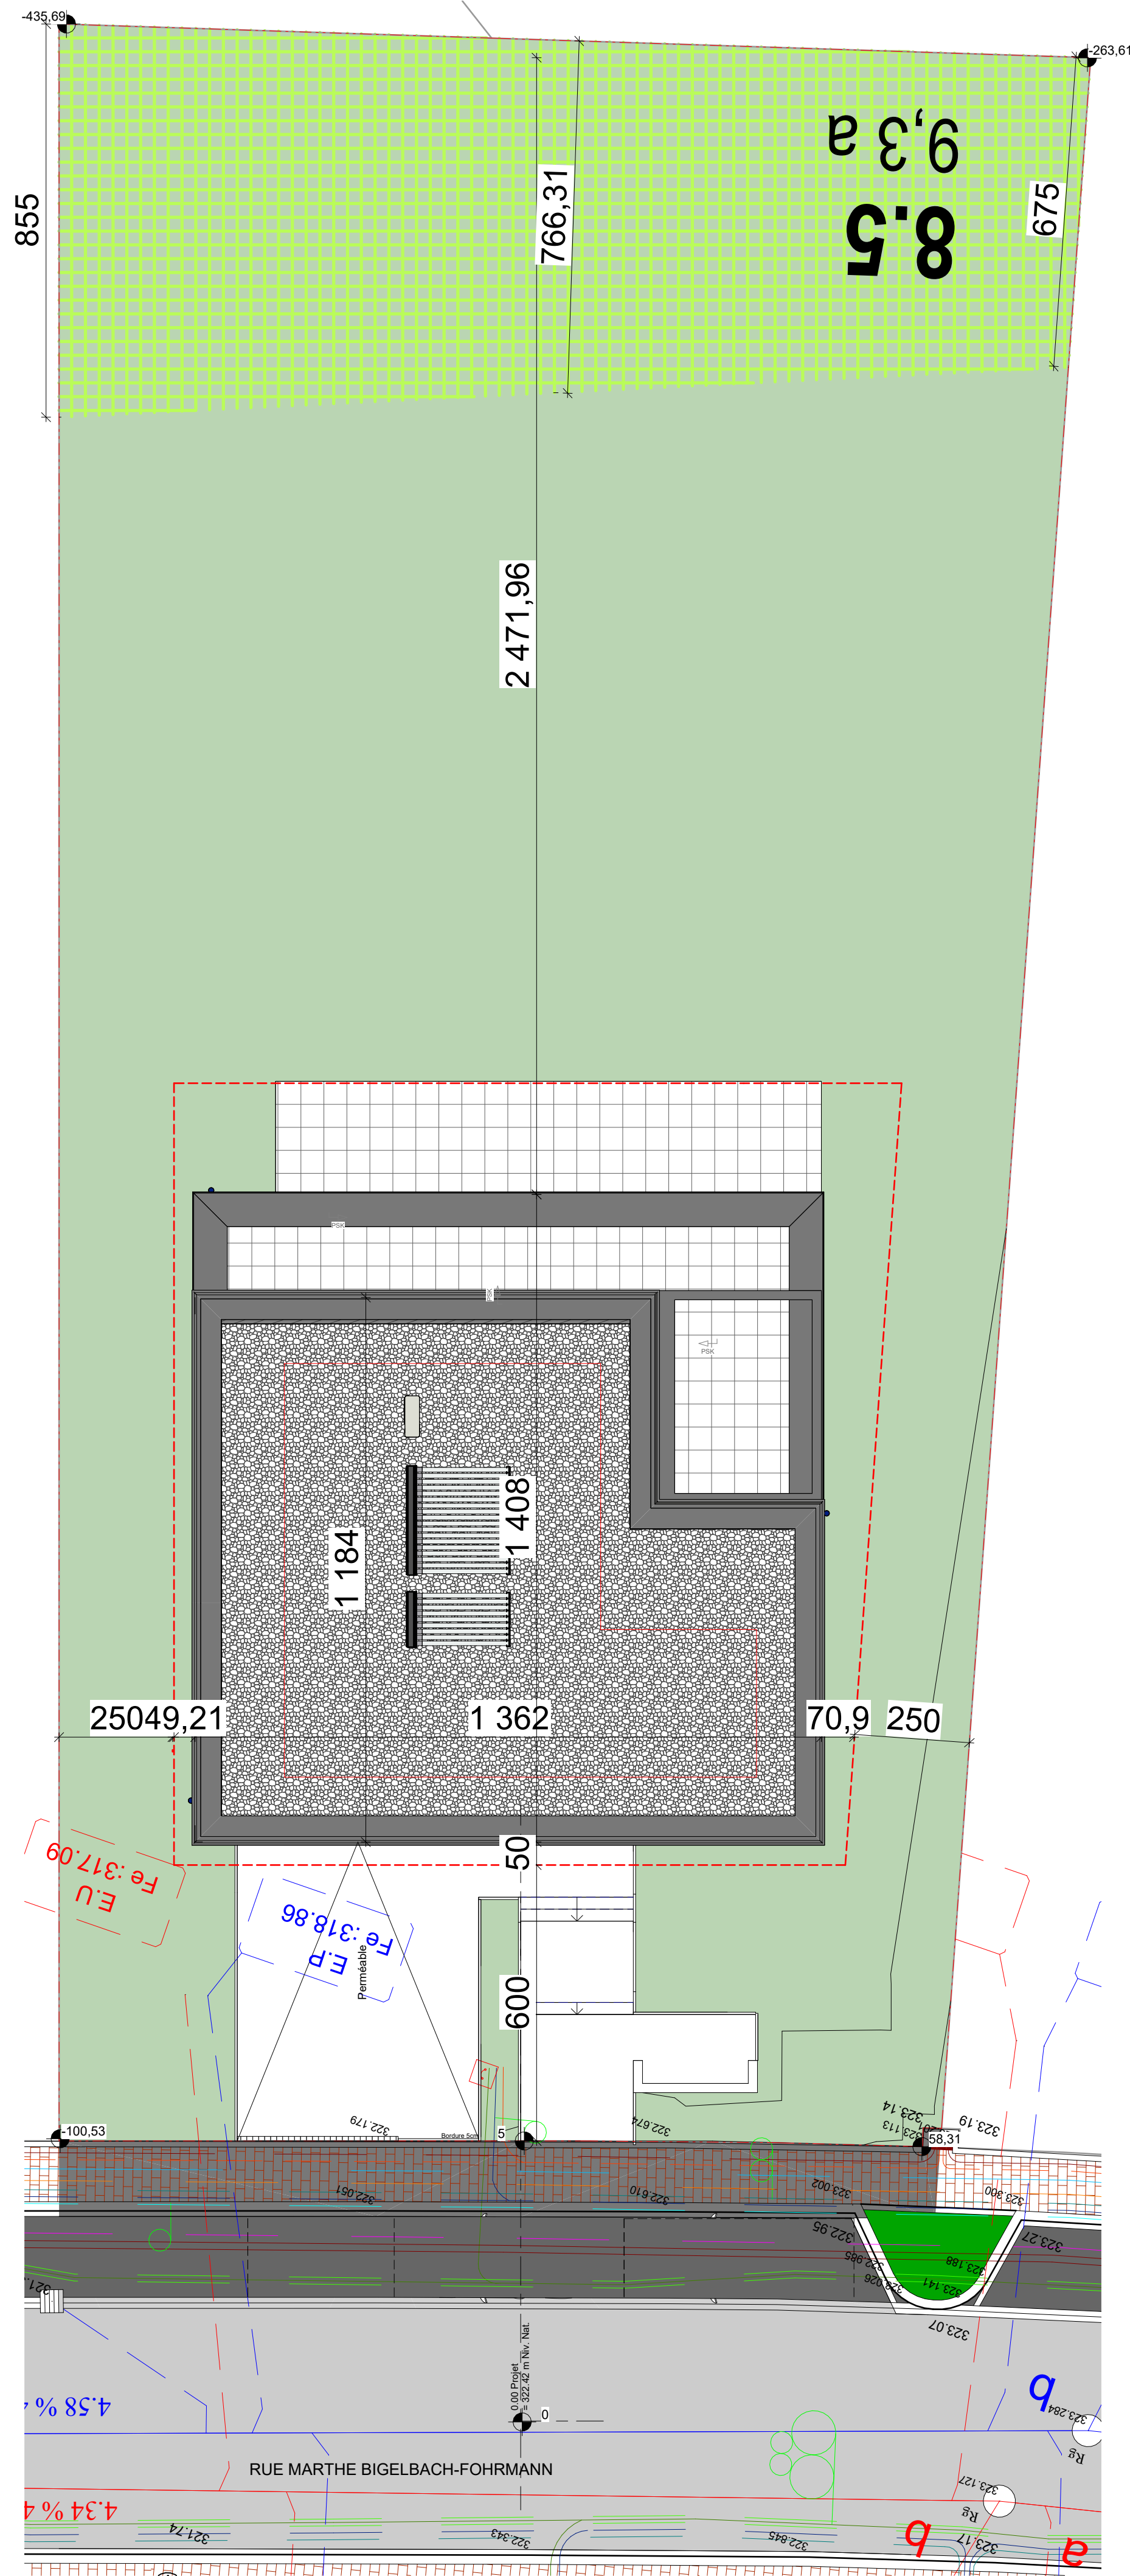 -435,69
-263,61
9,3 a
8.5
855
766,31
675
2 471,96
PSK
PSK
PSK
1 408
1 184
25049,21
1 362
70,9
250
50
E.U
Fe :317.09
E.P
Fe :318.86
Perméable
600
322.179
Bordure 5cm
5
322.674
323.14
323.113
323.19
-100,53
58,31
322.051
322.610
323.002
323.300
322.95
323.27
322.985
323.188
322.926
323.141
323.07
0.00 Projet
= 322.42 m Niv. Nat.
0
b
323.284
Rg
4.58 %
RUE MARTHE BIGELBACH-FOHRMANN
323.127
Rg
4.34 %
321.74
322.343
322.845
b
323.17
a